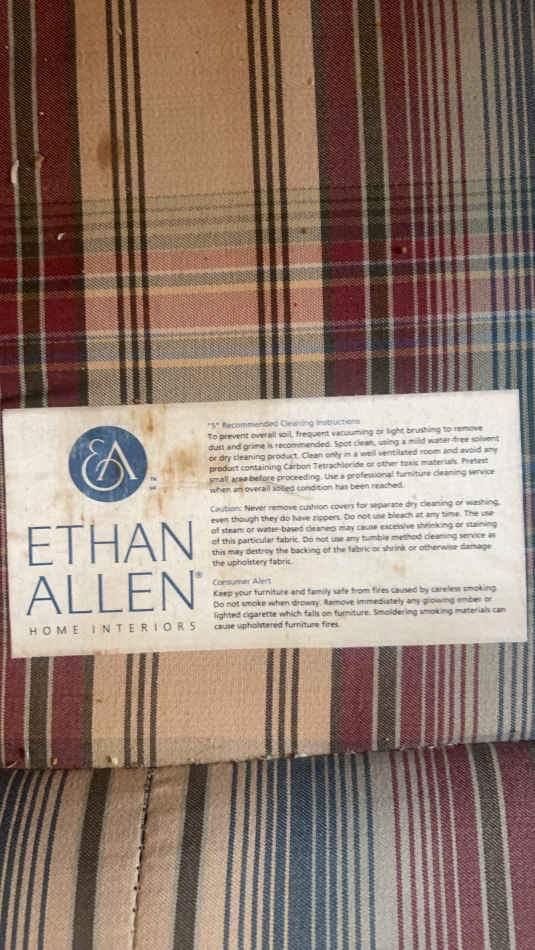 EA
TM
SM
ETHAN
ALLEN®
HOME INTERIORS
"S" Recommended Cleaning Instructions
To prevent overall soil, frequent vacuuming or light brushing to remove
dust and grime is recommended. Spot clean, using a mild water-free solvent
or dry cleaning product. Clean only in a well ventilated room and avoid any
product containing Carbon Tetrachloride or other toxic materials. Pretest
small area before proceeding. Use a professional furniture cleaning service
when an overall soiled condition has been reached.
Caution: Never remove cushion covers for separate dry cleaning or washing,
even though they do have zippers. Do not use bleach at any time. The use
of steam or water-based cleaners may cause excessive shrinking or staining
of this particular fabric. Do not use any tumble method cleaning service as
this may destroy the backing of the fabric or shrink or otherwise damage
the upholstery fabric.
Consumer Alert
Keep your furniture and family safe from fires caused by careless smoking.
Do not smoke when drowsy. Remove immediately any glowing ember or
lighted cigarette which falls on furniture. Smoldering smoking materials can
cause upholstered furniture fires.